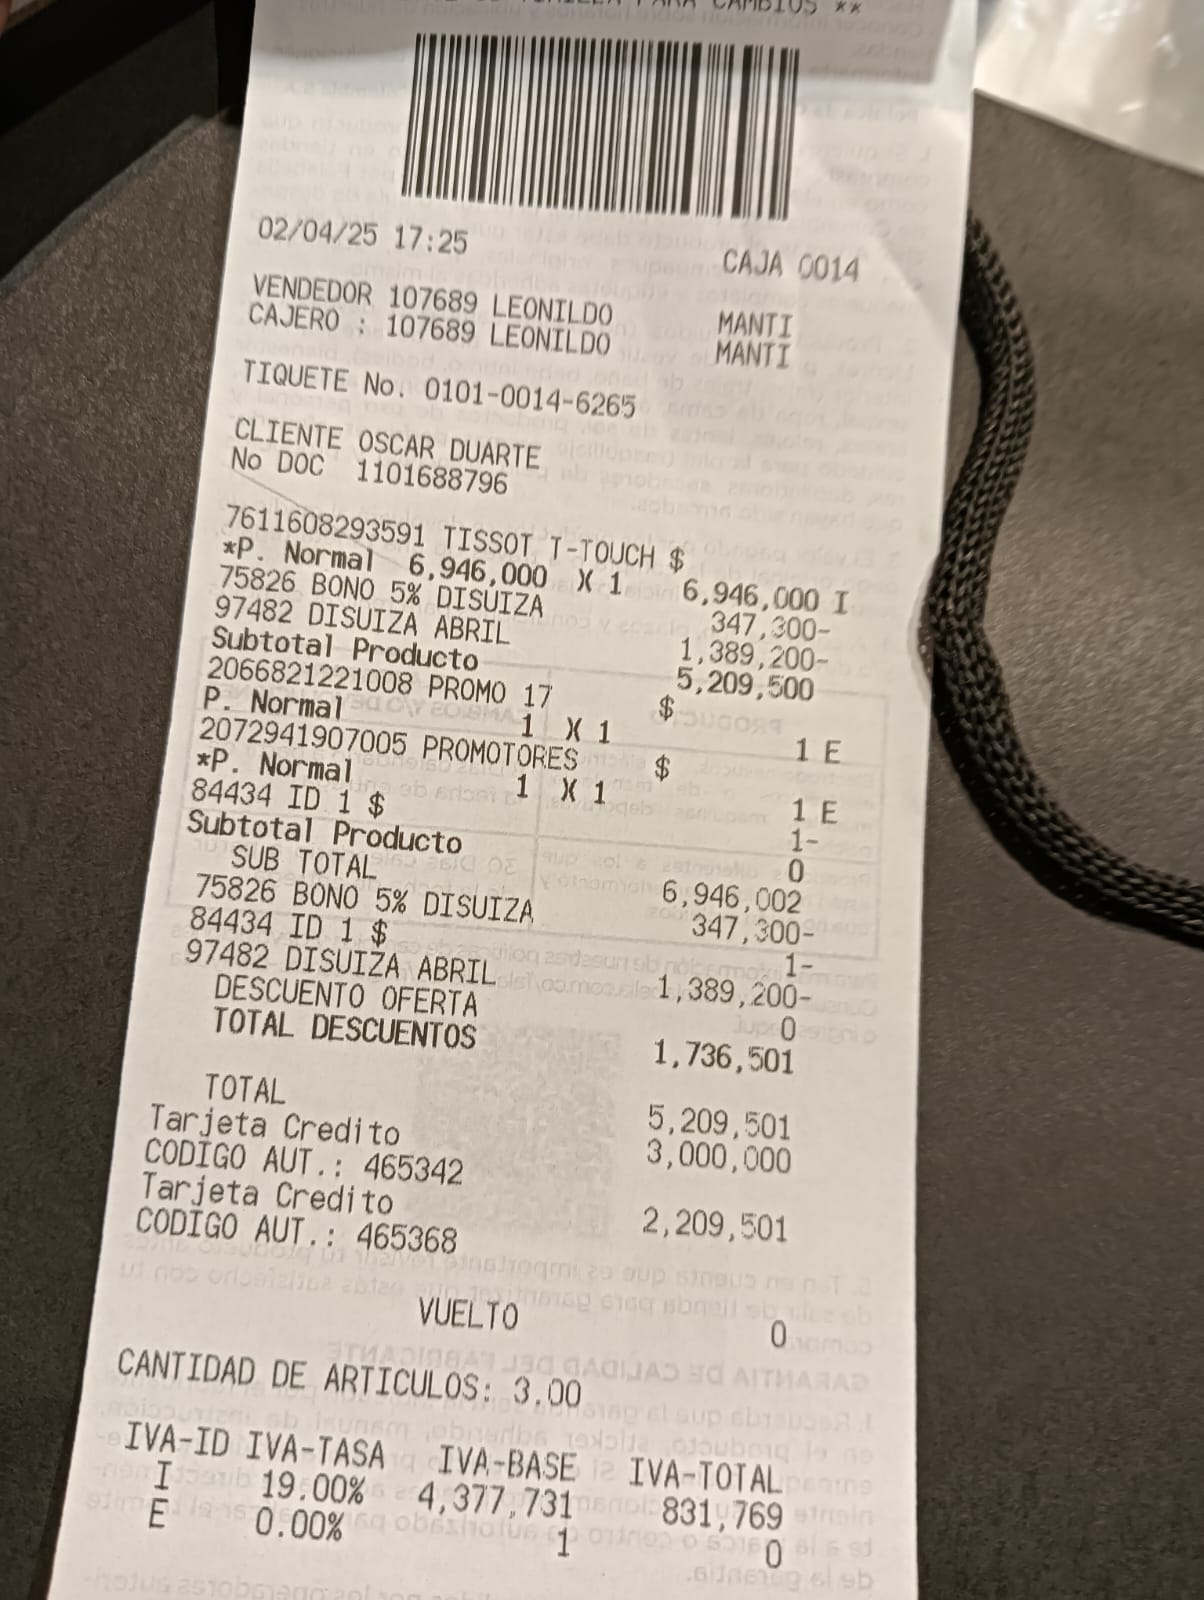 PARA CAMBIOS **
02/04/25 17:25 CAJA 0014
VENDEDOR 107689 LEONILDO MANTI
CAJERO : 107689 LEONILDO MANTI
TIQUETE No. 0101-0014-6265
CLIENTE OSCAR DUARTE
No DOC 1101688796
7611608293591 TISSOT T-TOUCH $
*P. Normal 6,946,000 X 1 6,946,000 I
75826 BONO 5% DISUIZA 347,300-
97482 DISUIZA ABRIL 1,389,200-
Subtotal Producto 5,209,500
2066821221008 PROMO 17 $
P. Normal 1 X 1 1 E
2072941907005 PROMOTORES $
*P. Normal 1 X 1 1 E
84434 ID 1 $ 1-
Subtotal Producto 0
SUB TOTAL 6,946,002
75826 BONO 5% DISUIZA 347,300-
84434 ID 1 $ 1-
97482 DISUIZA ABRIL 1,389,200-
DESCUENTO OFERTA 0
TOTAL DESCUENTOS 1,736,501
TOTAL 5,209,501
Tarjeta Credito 3,000,000
CODIGO AUT.: 465342
Tarjeta Credito 2,209,501
CODIGO AUT.: 465368
VUELTO 0
CANTIDAD DE ARTICULOS: 3.00
IVA-ID IVA-TASA IVA-BASE IVA-TOTAL
I 19.00% 4,377,731 831,769
E 0.00% 1 0